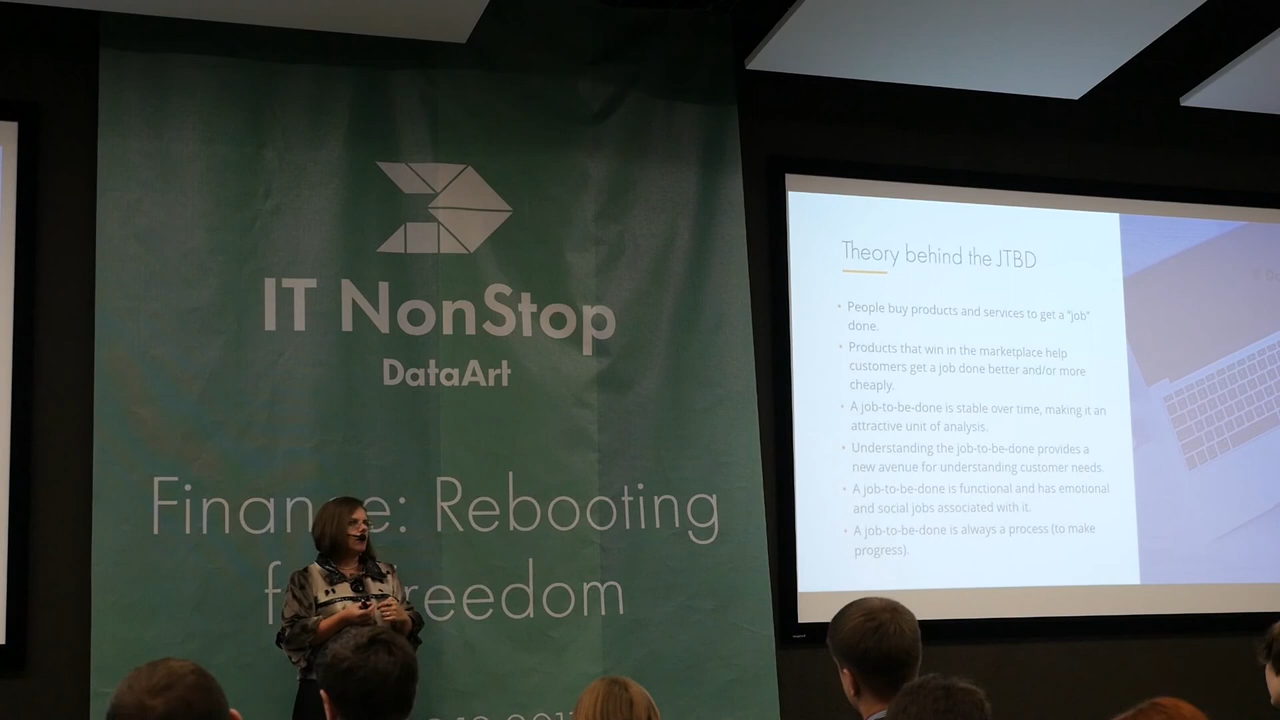 IT NonStop
DataArt
Finance: Rebooting
for Freedom
Theory behind the JTBD
• People buy products and services to get a "job"
done.
• Products that win in the marketplace help
customers get a job done better and/or more
cheaply.
• A job-to-be-done is stable over time, making it an
attractive unit of analysis.
• Understanding the job-to-be-done provides a
new avenue for understanding customer needs.
• A job-to-be-done is functional and has emotional
and social jobs associated with it.
• A job-to-be-done is always a process (to make
progress).